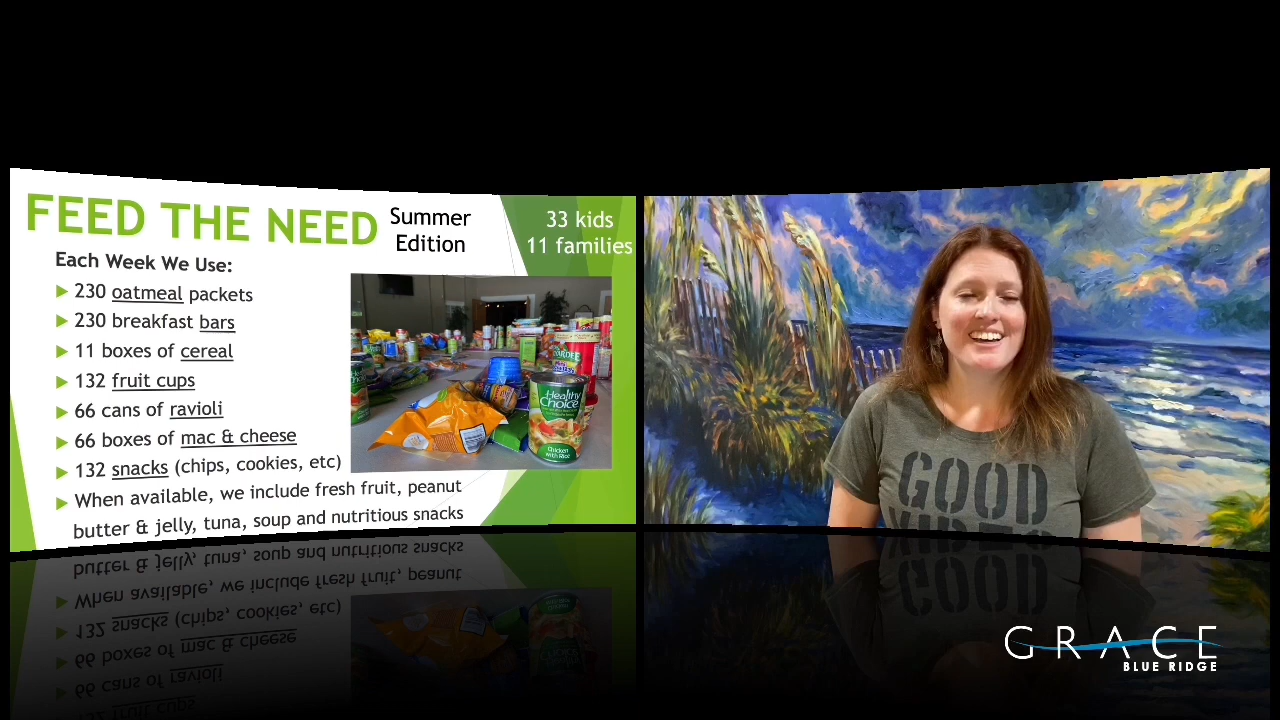 FEED THE NEED
Summer
Edition
33 kids
11 families
Each Week We Use:
230 oatmeal packets
230 breakfast bars
11 boxes of cereal
132 fruit cups
66 cans of ravioli
66 boxes of mac & cheese
132 snacks (chips, cookies, etc)
When available, we include fresh fruit, peanut
butter & jelly, tuna, soup and nutritious snacks
Healthy
Choice
Chicken
with Rice
GOOD
VIBES
GRACE
BLUE RIDGE